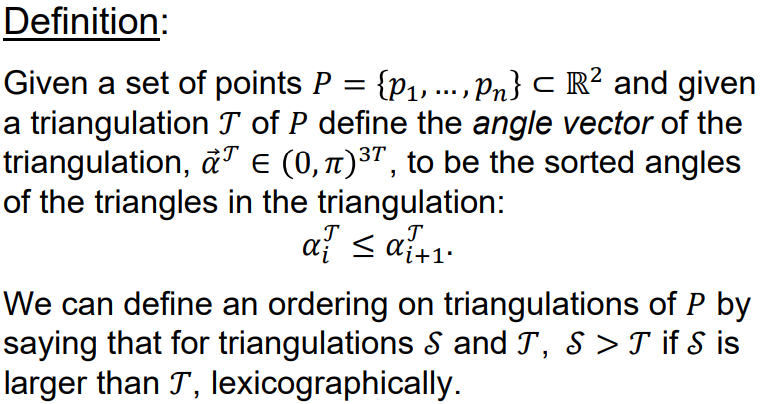 Definition:
Given a set of points 𝑃 = {𝑝₁, … , 𝑝ₙ} ⊂ ℝ² and given
a triangulation 𝒯 of 𝑃 define the angle vector of the
triangulation, α⃗^𝒯 ∈ (0, π)^{3𝑇}, to be the sorted angles
of the triangles in the triangulation:
α_i^𝒯 ≤ α_{i+1}^𝒯.
We can define an ordering on triangulations of 𝑃 by
saying that for triangulations 𝒮 and 𝒯, 𝒮 > 𝒯 if 𝒮 is
larger than 𝒯, lexicographically.